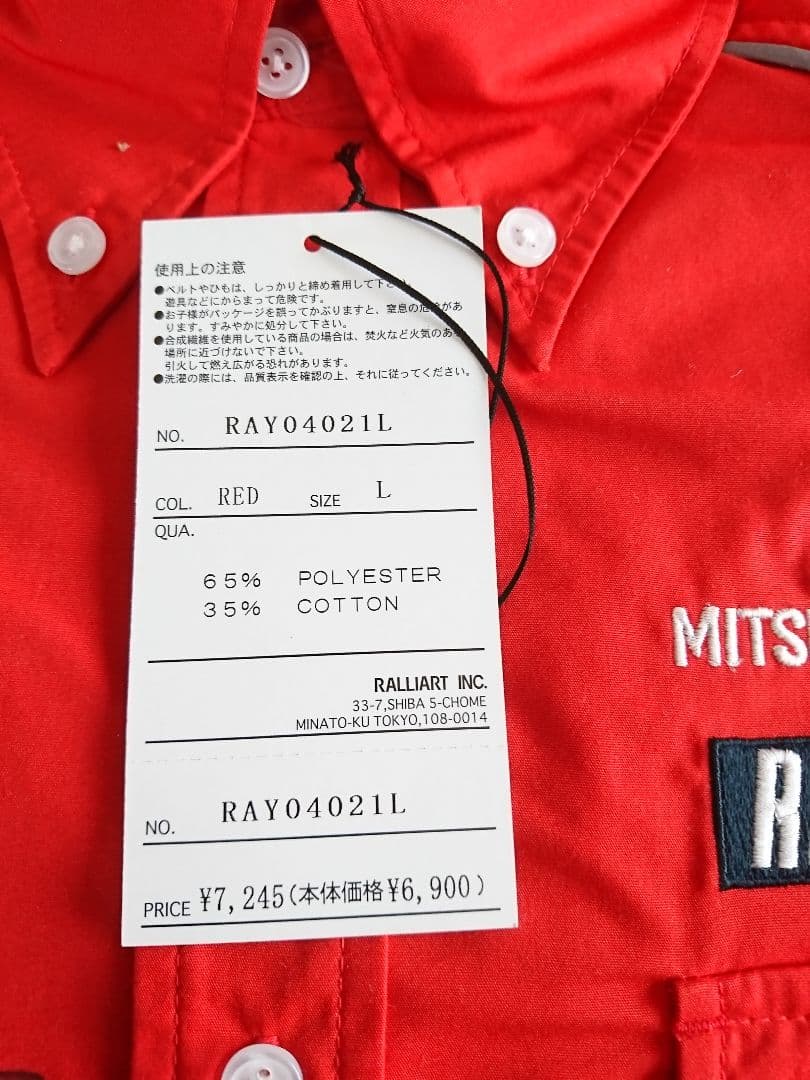 使用上の注意
●ベルトやひもは、しっかりと締め着用して下さい。
遊具などにからまって危険です。
●お子様がパッケージを誤ってかぶりますと、窒息の危険があ
ります。すみやかに処分して下さい。
●合成繊維を使用している商品の場合は、焚火など火気のある
場所に近づけないで下さい。
引火して燃え広がる恐れがあります。
●洗濯の際には、品質表示を確認の上、それに従ってください。
NO. RAY04021L
COL. RED SIZE L
QUA.
65% POLYESTER
35% COTTON
MITS
RALLIART INC.
33-7,SHIBA 5-CHOME
MINATO-KU TOKYO,108-0014
R
NO. RAY04021L
PRICE ¥7,245(本体価格¥6,900)